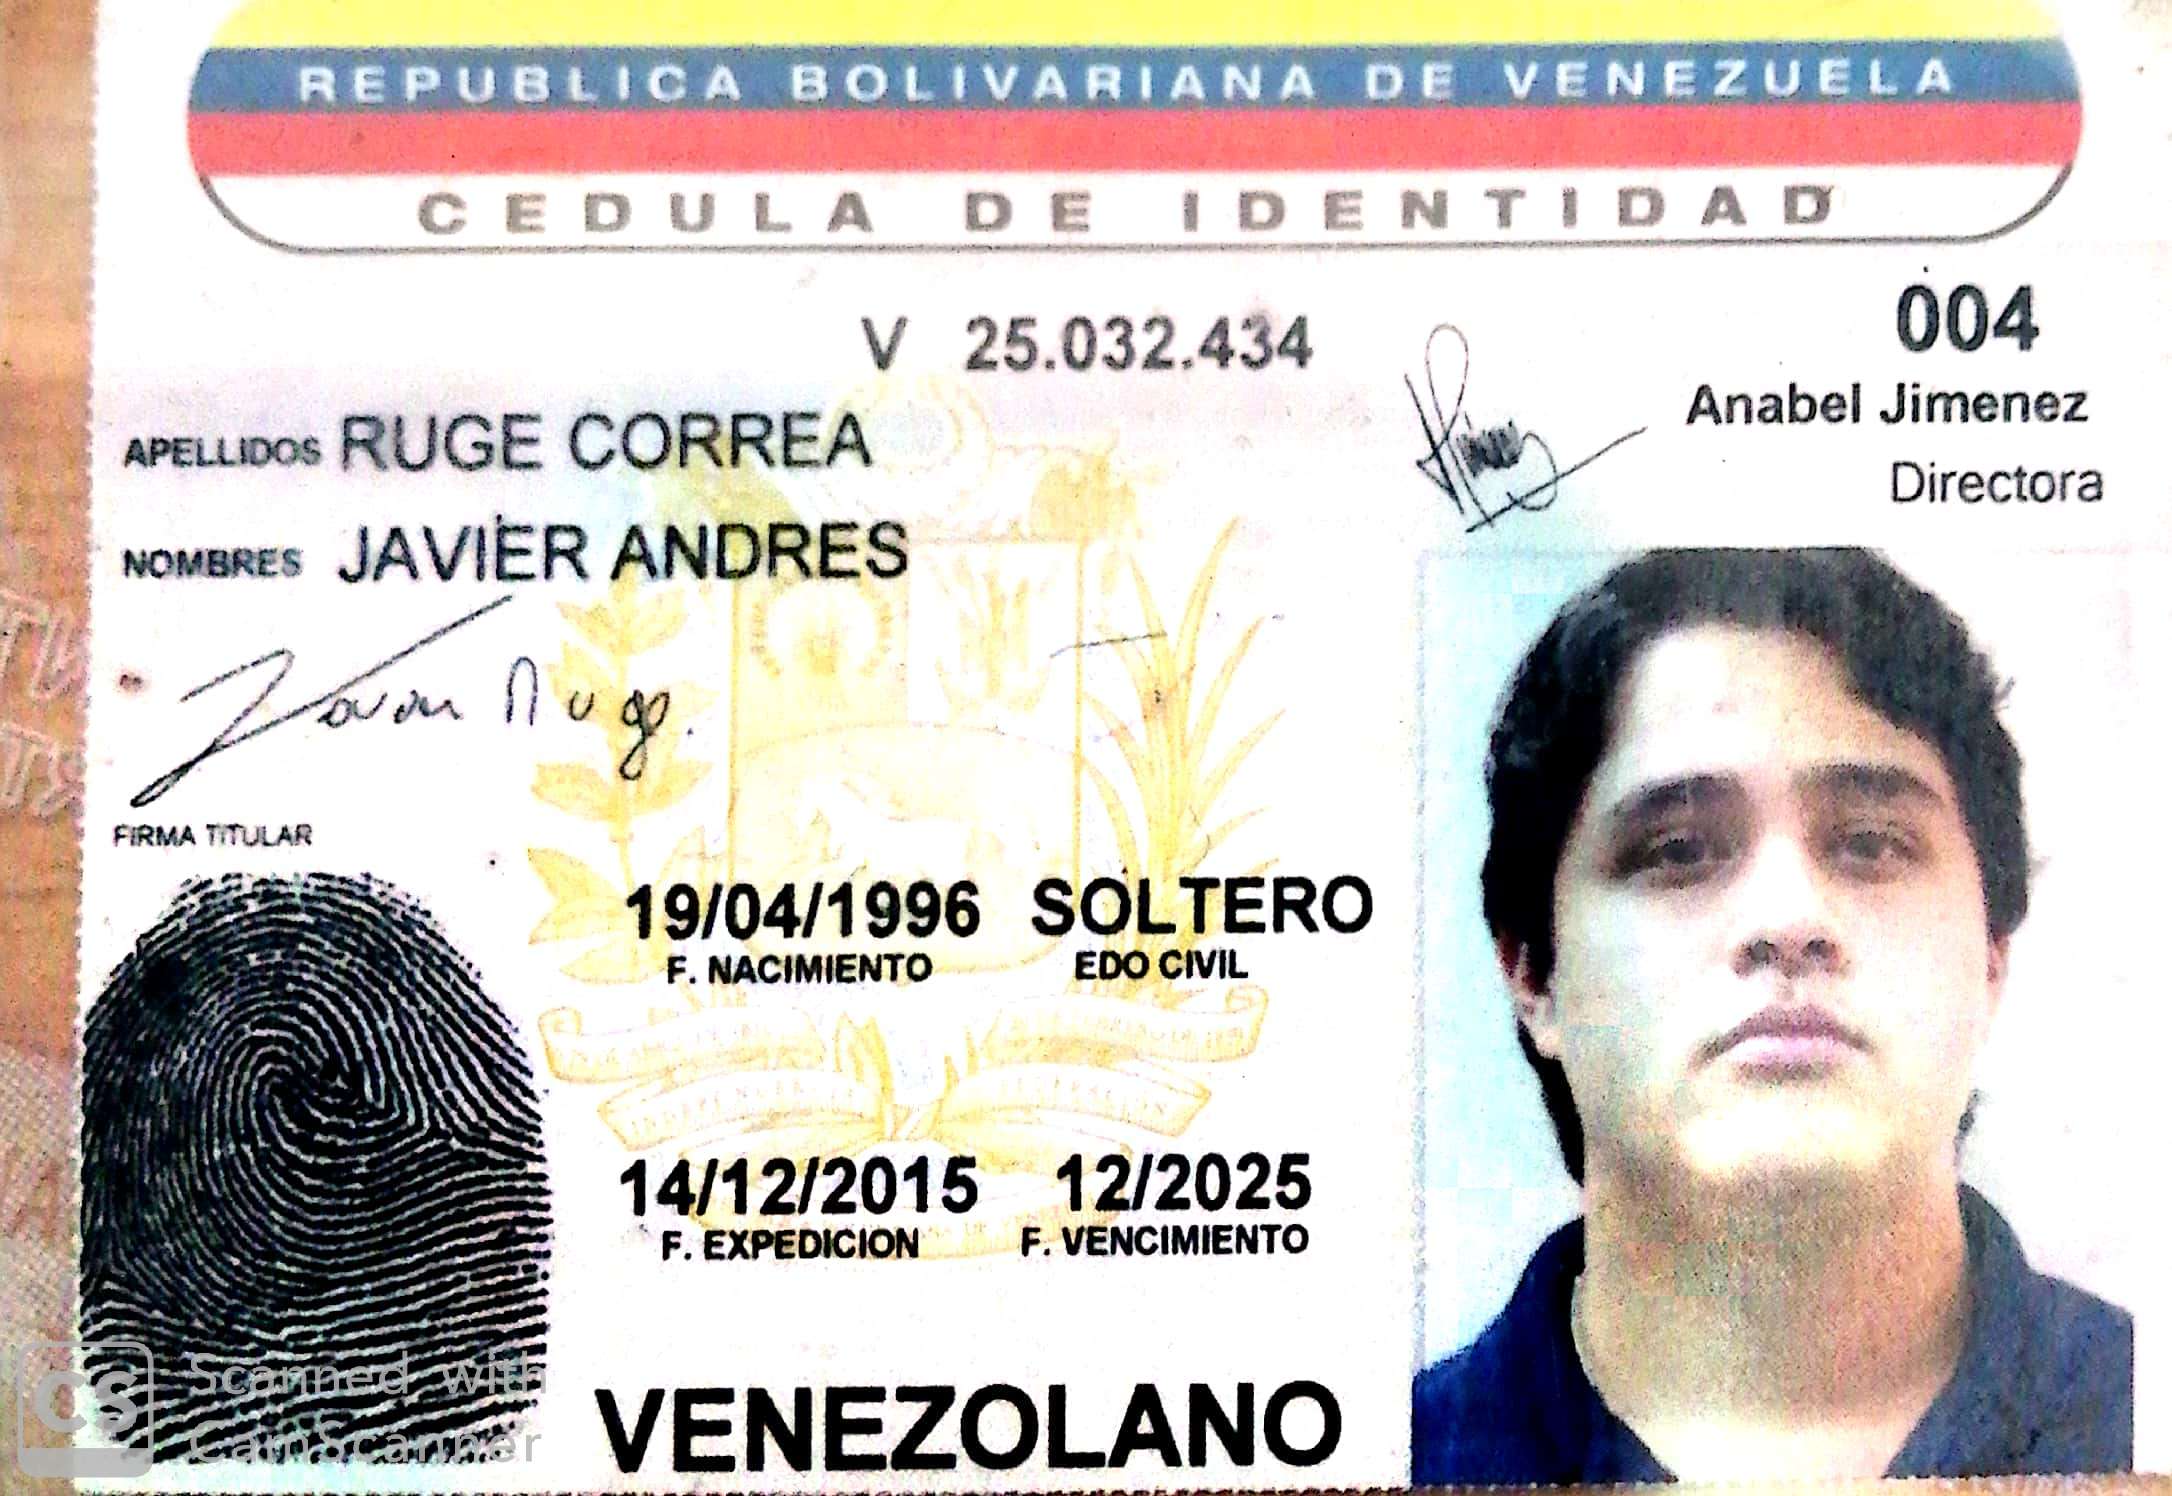 REPUBLICA BOLIVARIANA DE VENEZUELA
CEDULA DE IDENTIDAD
V 25.032.434
004
Anabel Jimenez
Directora
APELLIDOS RUGE CORREA
NOMBRES JAVIER ANDRES
FIRMA TITULAR
19/04/1996 SOLTERO
F. NACIMIENTO EDO CIVIL
14/12/2015 12/2025
F. EXPEDICION F. VENCIMIENTO
VENEZOLANO
CS Scanned with
CamScanner